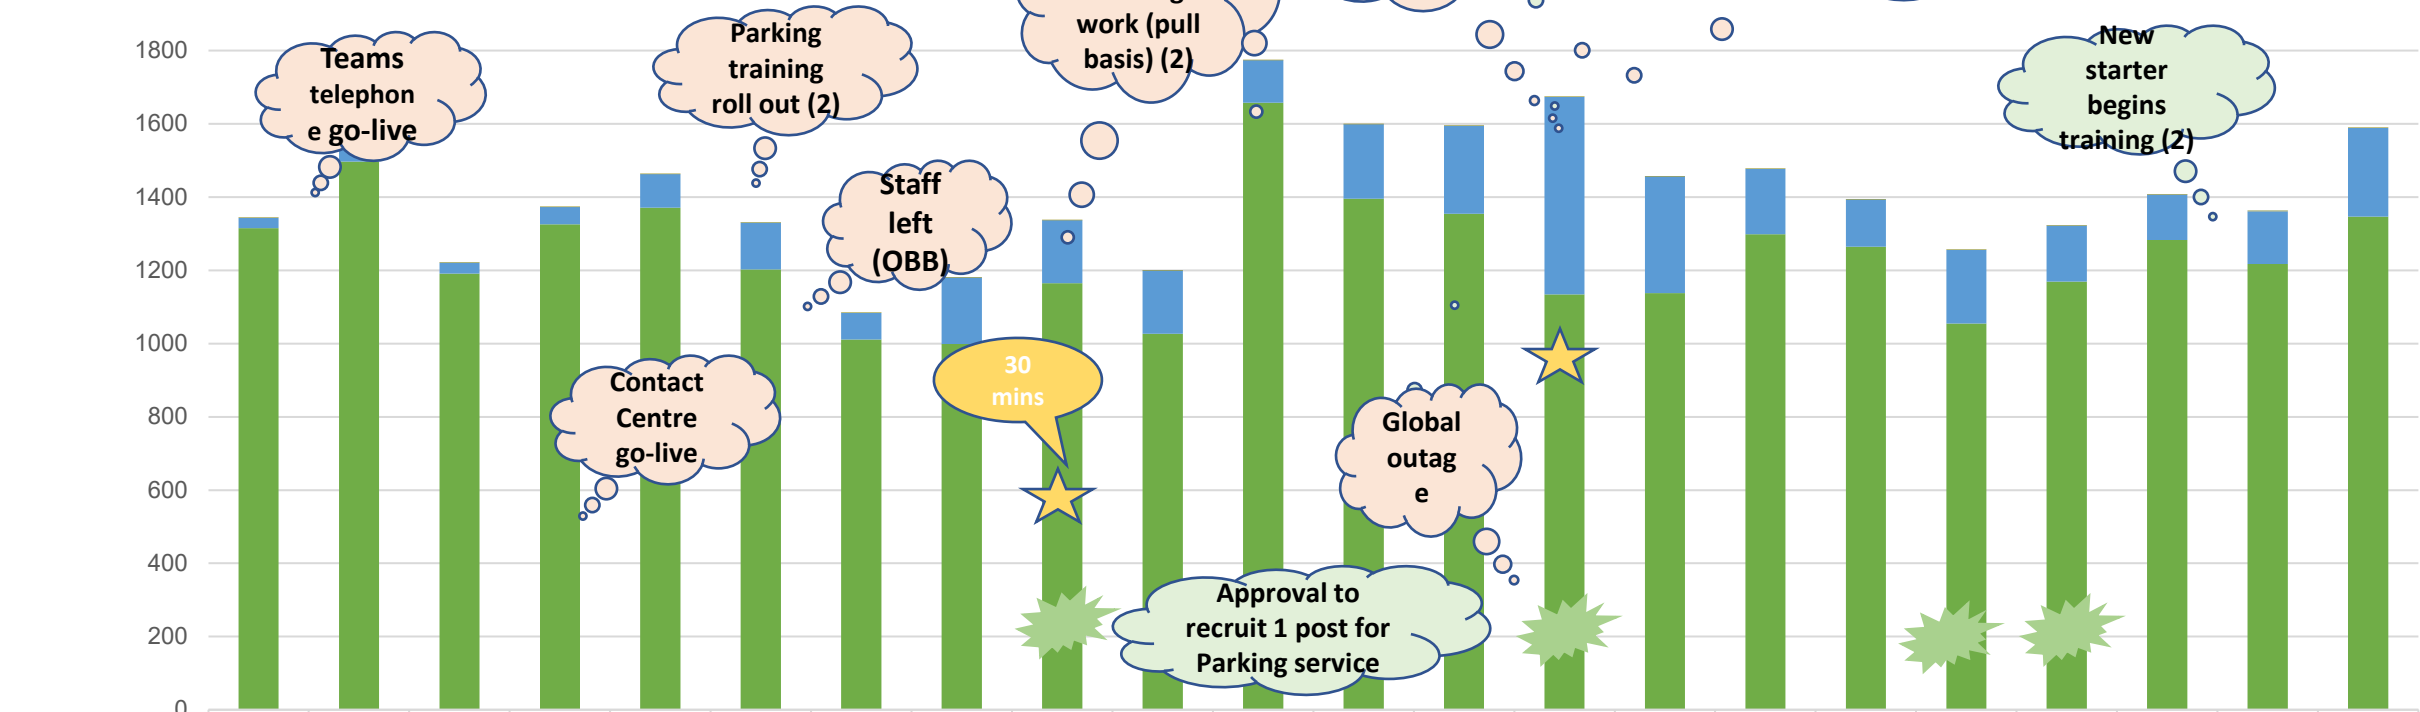 work (pull
basis) (2)
Parking
training
roll out (2)
Teams
telephon
e go-live
New
starter
begins
training (2)
Staff
left
(OBB)
30
mins
Contact
Centre
go-live
Global
outag
e
Approval to
recruit 1 post for
Parking service
1800
1600
1400
1200
1000
800
600
400
200
0